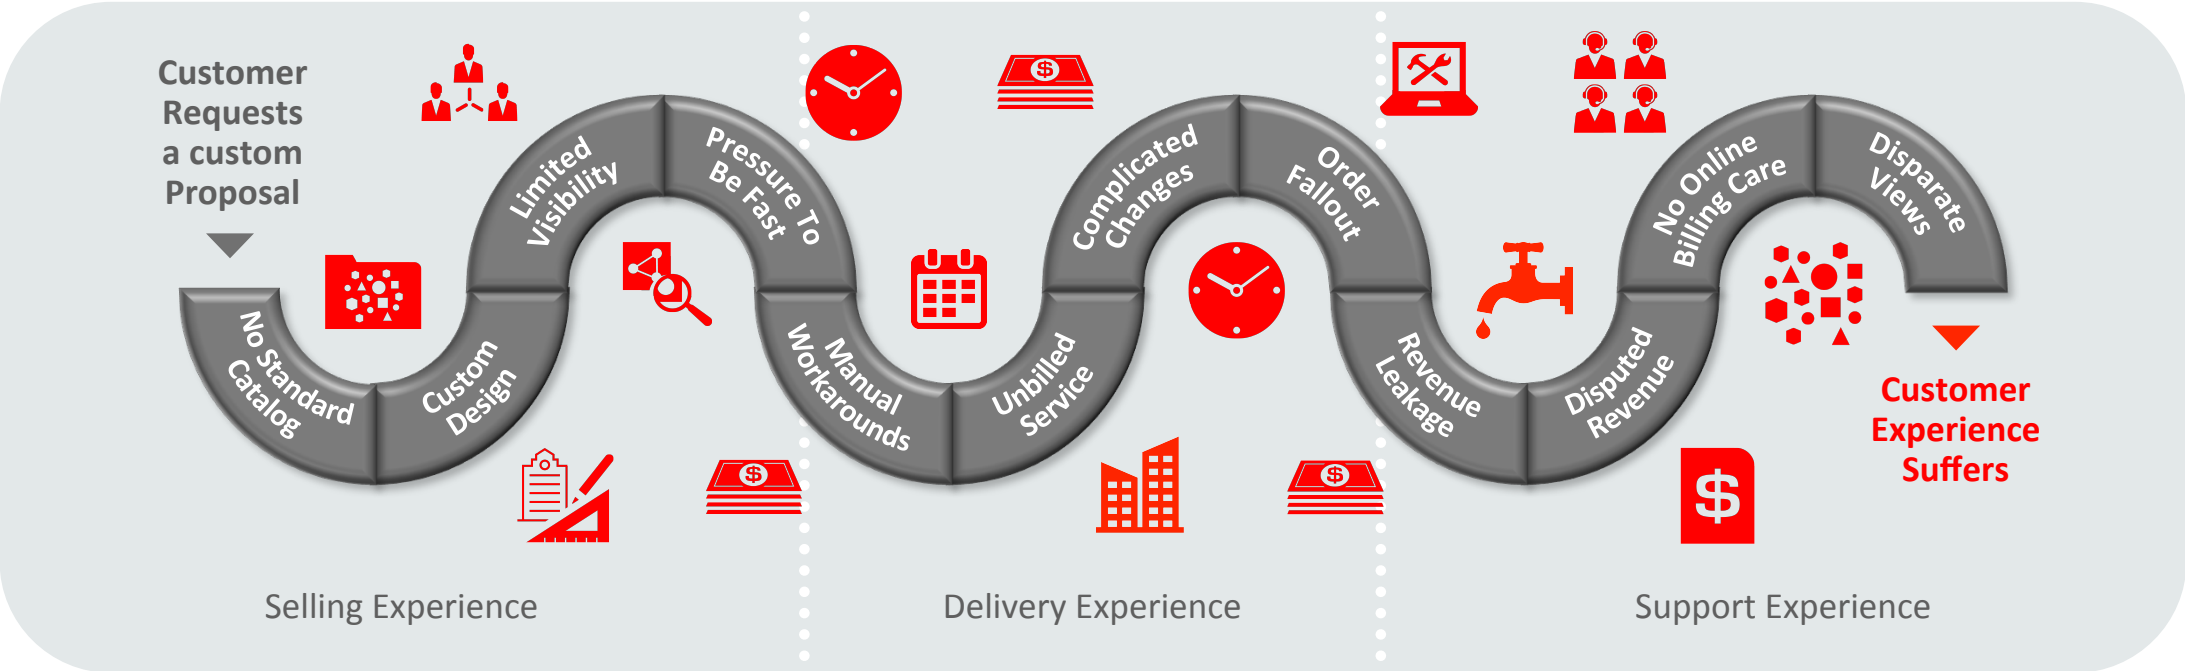 Customer
Requests
a custom
Proposal
No Standard
Catalog
Custom
Design
Limited
Visibility
Pressure To
Be Fast
Manual
Workarounds
Unbilled
Service
Complicated
Changes
Order
Fallout
Revenue
Leakage
Disputed
Revenue
No Online
Billing Care
Disparate
Views
Customer
Experience
Suffers
$
$
$
$
Selling Experience
Delivery Experience
Support Experience